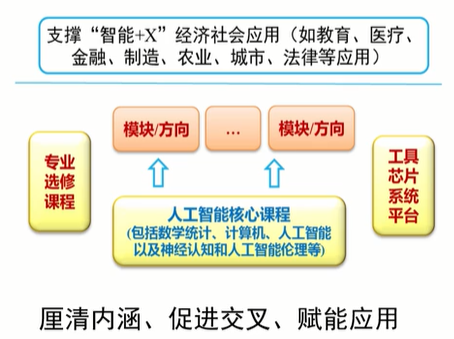 支撑“智能+X”经济社会应用（如教育、医疗、
金融、制造、农业、城市、法律等应用）
模块/方向
…
模块/方向
专业
选修
课程
工具
芯片
系统
平台
人工智能核心课程
(包括数学统计、计算机、人工智能
以及神经认知和人工智能伦理等)
厘清内涵、促进交叉、赋能应用